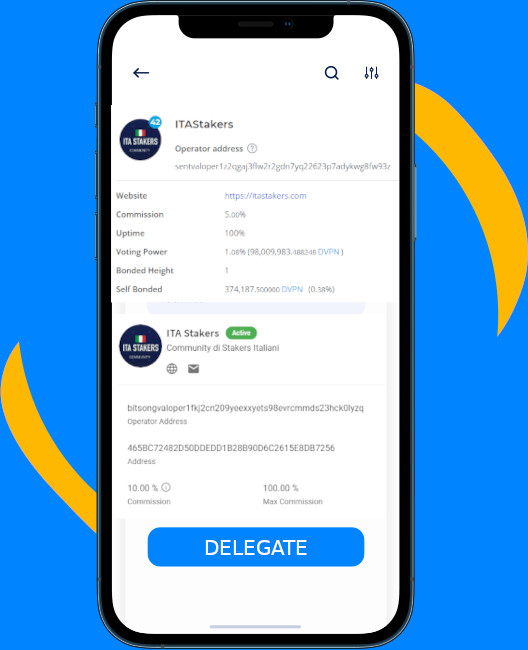 42
ITA STAKERS
COMMUNITY
ITAStakers
Operator address ?
sentvaloper1z2qgaj3flw2r2gdn7yq22623p7adykwg8fw93z
Website https://itastakers.com
Commission 5.00%
Uptime 100%
Voting Power 1.08% (98,009,983.488248 DVPN )
Bonded Height 1
Self Bonded 374,187.500000 DVPN (0.38%)
ITA STAKERS
COMMUNITY
ITA Stakers Active
Community di Stakers Italiani
bitsongvaloper1fkj2cn209yeexxyets98evrcmmds23hck0lyzq
Operator Address
465BC72482D50DDEDD1B28B90D6C2615E8DB7256
Address
10.00 % 100.00 %
Commission Max Commission
DELEGATE